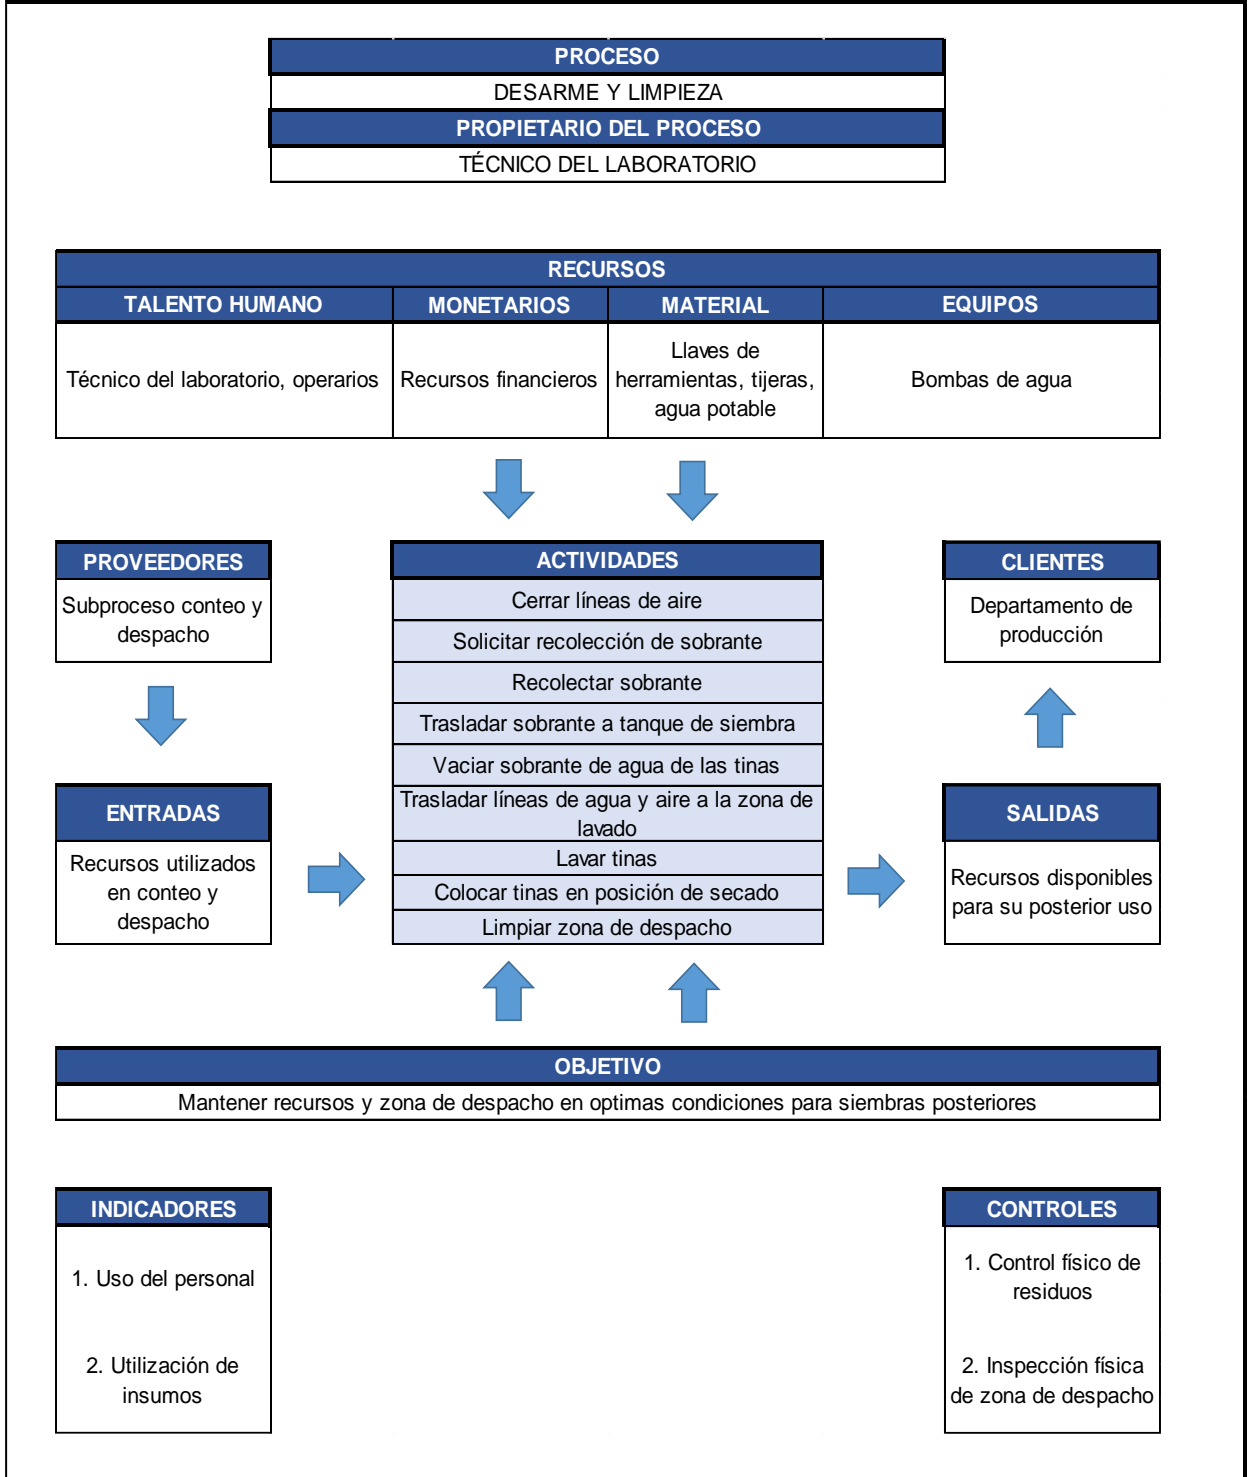 PROCESO
DESARME Y LIMPIEZA
PROPIETARIO DEL PROCESO
TÉCNICO DEL LABORATORIO
RECURSOS
TALENTO HUMANO
MONETARIOS
MATERIAL
EQUIPOS
Técnico del laboratorio, operarios
Recursos financieros
Llaves de
herramientas, tijeras,
agua potable
Bombas de agua
PROVEEDORES
Subproceso conteo y
despacho
ENTRADAS
Recursos utilizados
en conteo y
despacho
ACTIVIDADES
Cerrar líneas de aire
Solicitar recolección de sobrante
Recolectar sobrante
Trasladar sobrante a tanque de siembra
Vaciar sobrante de agua de las tinas
Trasladar líneas de agua y aire a la zona de
lavado
Lavar tinas
Colocar tinas en posición de secado
Limpiar zona de despacho
CLIENTES
Departamento de
producción
SALIDAS
Recursos disponibles
para su posterior uso
OBJETIVO
Mantener recursos y zona de despacho en optimas condiciones para siembras posteriores
INDICADORES
1. Uso del personal
2. Utilización de
insumos
CONTROLES
1. Control físico de
residuos
2. Inspección física
de zona de despacho